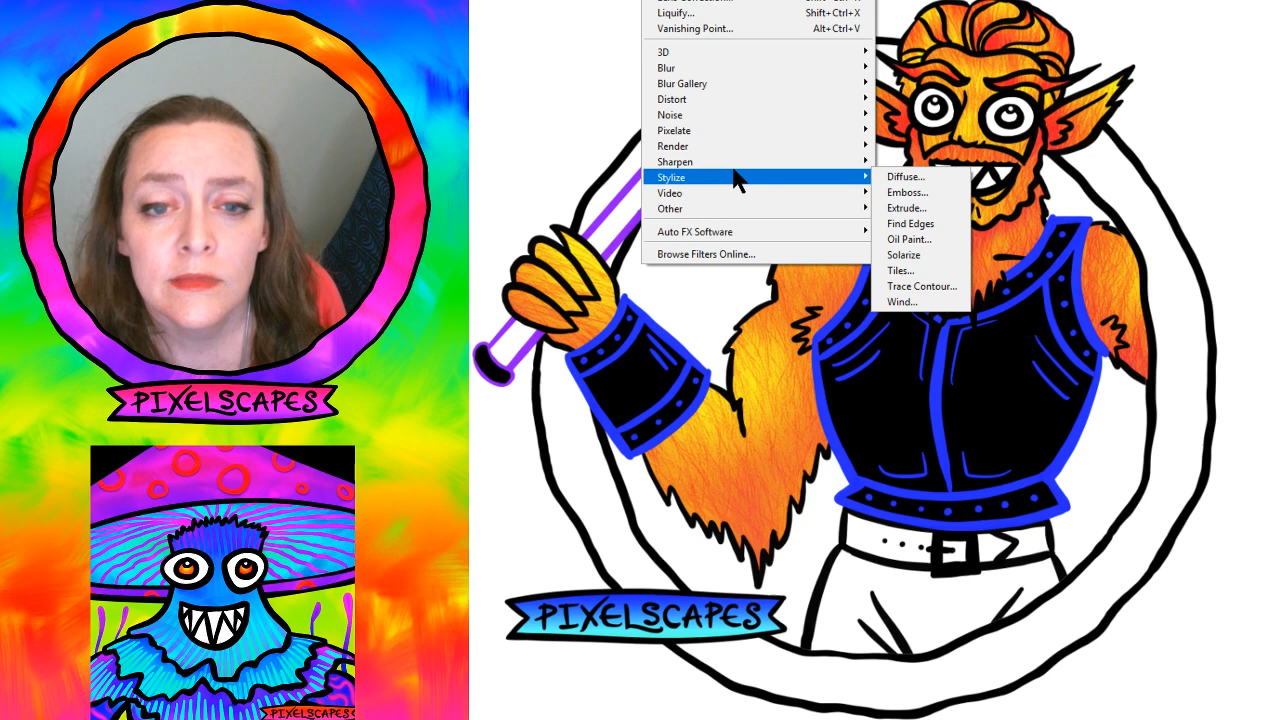 Liquify... Shift+Ctrl+X
Vanishing Point... Alt+Ctrl+V
3D
Blur
Blur Gallery
Distort
Noise
Pixelate
Render
Sharpen
Stylize
Video
Other
Auto FX Software
Browse Filters Online...
Diffuse...
Emboss...
Extrude...
Find Edges
Oil Paint...
Solarize
Tiles...
Trace Contour...
Wind...
PIXELSCAPES
PIXELSCAPES
PIXELSCAPES